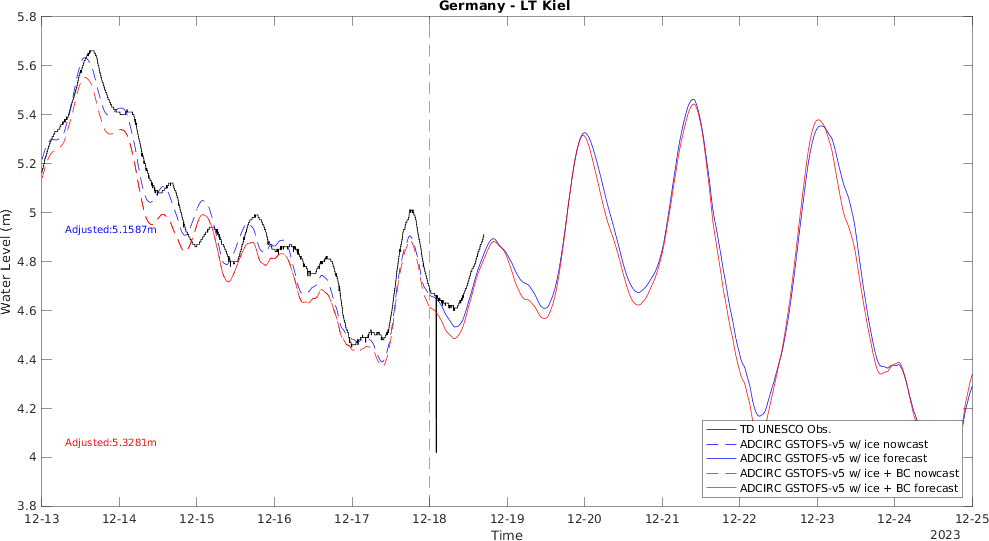 Germany - LT Kiel
5.8
5.6
5.4
5.2
5
4.8
4.6
4.4
4.2
4
3.8
Water Level (m)
Adjusted:5.1587m
Adjusted:5.3281m
TD UNESCO Obs.
ADCIRC GSTOFS-v5 w/ ice nowcast
ADCIRC GSTOFS-v5 w/ ice forecast
ADCIRC GSTOFS-v5 w/ ice + BC nowcast
ADCIRC GSTOFS-v5 w/ ice + BC forecast
12-13 12-14 12-15 12-16 12-17 12-18 12-19 12-20 12-21 12-22 12-23 12-24 12-25
Time
2023